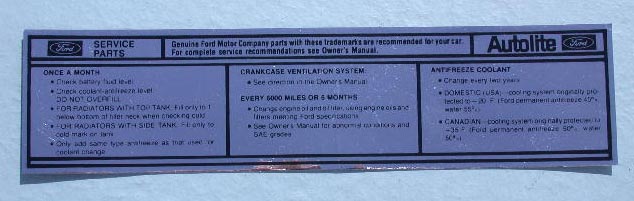 Ford
SERVICE
PARTS
Genuine Ford Motor Company parts with these trademarks are recommended for your car.
For complete service recommendations see Owner's Manual.
Autolite
Ford
ONCE A MONTH
• Check battery fluid level
• Check coolant-antifreeze level.
DO NOT OVERFILL
• FOR RADIATORS WITH TOP TANK: Fill only to 1
below bottom of filler neck when checking cold
• FOR RADIATORS WITH SIDE TANK: Fill only to
cold mark on tank
• Only add same type antifreeze as that used for
coolant change
CRANKCASE VENTILATION SYSTEM
• See direction in the Owner's Manual
EVERY 6000 MILES OR 6 MONTHS
• Change engine oil and oil filter, using engine oils and
filters meeting Ford specifications
• See Owner's Manual for abnormal conditions and
SAE grades
ANTIFREEZE COOLANT
• Change every two years
• DOMESTIC (USA) - cooling system originally pro-
tected to -20° F (Ford permanent antifreeze 45%,
water 55%)
• CANADIAN - cooling system originally protected to
-35° F (Ford permanent antifreeze 50%, water
50%)